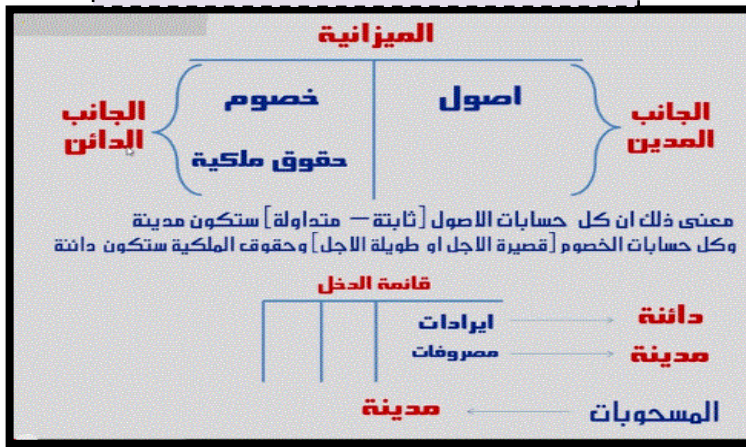 الميزانية
الجانب المدين
اصول
خصوم
حقوق ملكية
الجانب الدائن
معنى ذلك ان كل حسابات الاصول [ثابتة — متداولة] ستكون مدينة
وكل حسابات الخصوم [قصيرة الاجل او طويلة الاجل] وحقوق الملكية ستكون دائنة
قائمة الدخل
دائنة
ايرادات
مدينة
مصروفات
المسحوبات
مدينة